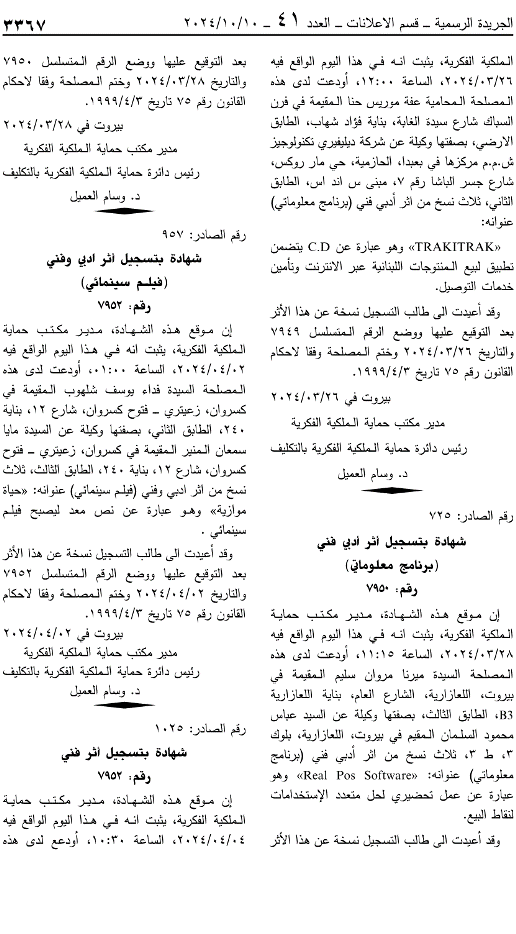 الجريدة الرسمية ــ قسم الاعلانات ــ العدد ٤١ ــ ٢٠٢٤/١٠/١٠
٣٣٦٧
الملكية الفكرية، يثبت انه في هذا اليوم الواقع فيه
٢٠٢٤/٠٣/٢٦، الساعة ١٢:٠٠، أودعت لدى هذه
المصلحة المحامية عفة موريس حنا المقيمة في فرن
السباك شارع سيدة الغابة، بناية فؤاد شهاب، الطابق
الارضي، بصفتها وكيلة عن شركة ديليفيري تكنولوجيز
ش.م.م مركزها في بعبدا، الحازمية، حي مار روكس،
شارع جسر الباشا رقم ٧، مبنى س اند اس، الطابق
الثاني، ثلاث نسخ من اثر أدبي فني (برنامج معلوماتي)
عنوانه:
«TRAKITRAK» وهو عبارة عن C.D يتضمن
تطبيق لبيع المنتوجات اللبنانية عبر الانترنت وتأمين
خدمات التوصيل.
وقد أعيدت الى طالب التسجيل نسخة عن هذا الأثر
بعد التوقيع عليها ووضع الرقم المتسلسل ٧٩٤٩
والتاريخ ٢٠٢٤/٠٣/٢٦ وختم المصلحة وفقا لاحكام
القانون رقم ٧٥ تاريخ ١٩٩٩/٤/٣.
بيروت في ٢٠٢٤/٠٣/٢٦
مدير مكتب حماية الملكية الفكرية
رئيس دائرة حماية الملكية الفكرية بالتكليف
د. وسام العميل
رقم الصادر: ٧٢٥
شهادة بتسجيل أثر أدبي فني
(برنامج معلوماتي)
رقم: ٧٩٥٠
إن موقع هذه الشهادة، مدير مكتب حماية
الملكية الفكرية، يثبت انه في هذا اليوم الواقع فيه
٢٠٢٤/٠٣/٢٨، الساعة ١١:١٥، أودعت لدى هذه
المصلحة السيدة ميرنا مروان سليم المقيمة في
بيروت، اللعازارية، الشارع العام، بناية اللعازارية
B3، الطابق الثالث، بصفتها وكيلة عن السيد عباس
محمود السلمان المقيم في بيروت، اللعازارية، بلوك
٣، ط ٣، ثلاث نسخ من اثر أدبي فني (برنامج
معلوماتي) عنوانه: «Real Pos Software» وهو
عبارة عن عمل تحضيري لحل متعدد الإستخدامات
لنقاط البيع.
وقد أعيدت الى طالب التسجيل نسخة عن هذا الأثر
بعد التوقيع عليها ووضع الرقم المتسلسل ٧٩٥٠
والتاريخ ٢٠٢٤/٠٣/٢٨ وختم المصلحة وفقا لاحكام
القانون رقم ٧٥ تاريخ ١٩٩٩/٤/٣.
بيروت في ٢٠٢٤/٠٣/٢٨
مدير مكتب حماية الملكية الفكرية
رئيس دائرة حماية الملكية الفكرية بالتكليف
د. وسام العميل
رقم الصادر: ٩٥٧
شهادة بتسجيل أثر أدبي وفني
(فيلم سينمائي)
رقم: ٧٩٥٢
إن موقع هذه الشهادة، مدير مكتب حماية
الملكية الفكرية، يثبت انه في هذا اليوم الواقع فيه
٢٠٢٤/٠٤/٠٢، الساعة ٠١:٠٠، أودعت لدى هذه
المصلحة السيدة فداء يوسف شلهوب المقيمة في
كسروان، زعيتري ــ فتوح كسروان، شارع ١٢، بناية
٢٤٠، الطابق الثاني، بصفتها وكيلة عن السيدة مايا
سمعان المنير المقيمة في كسروان، زعيتري ــ فتوح
كسروان، شارع ١٢، بناية ٢٤٠، الطابق الثالث، ثلاث
نسخ من اثر ادبي وفني (فيلم سينمائي) عنوانه: «حياة
موازية» وهو عبارة عن نص معد ليصبح فيلم
سينمائي .
وقد أعيدت الى طالب التسجيل نسخة عن هذا الأثر
بعد التوقيع عليها ووضع الرقم المتسلسل ٧٩٥٢
والتاريخ ٢٠٢٤/٠٤/٠٢ وختم المصلحة وفقا لاحكام
القانون رقم ٧٥ تاريخ ١٩٩٩/٤/٣.
بيروت في ٢٠٢٤/٠٤/٠٢
مدير مكتب حماية الملكية الفكرية
رئيس دائرة حماية الملكية الفكرية بالتكليف
د. وسام العميل
رقم الصادر: ١٠٢٥
شهادة بتسجيل أثر فني
رقم: ٧٩٥٣
إن موقع هذه الشهادة، مدير مكتب حماية
الملكية الفكرية، يثبت انه في هذا اليوم الواقع فيه
٢٠٢٤/٠٤/٠٤، الساعة ١٠:٣٠، أودع لدى هذه